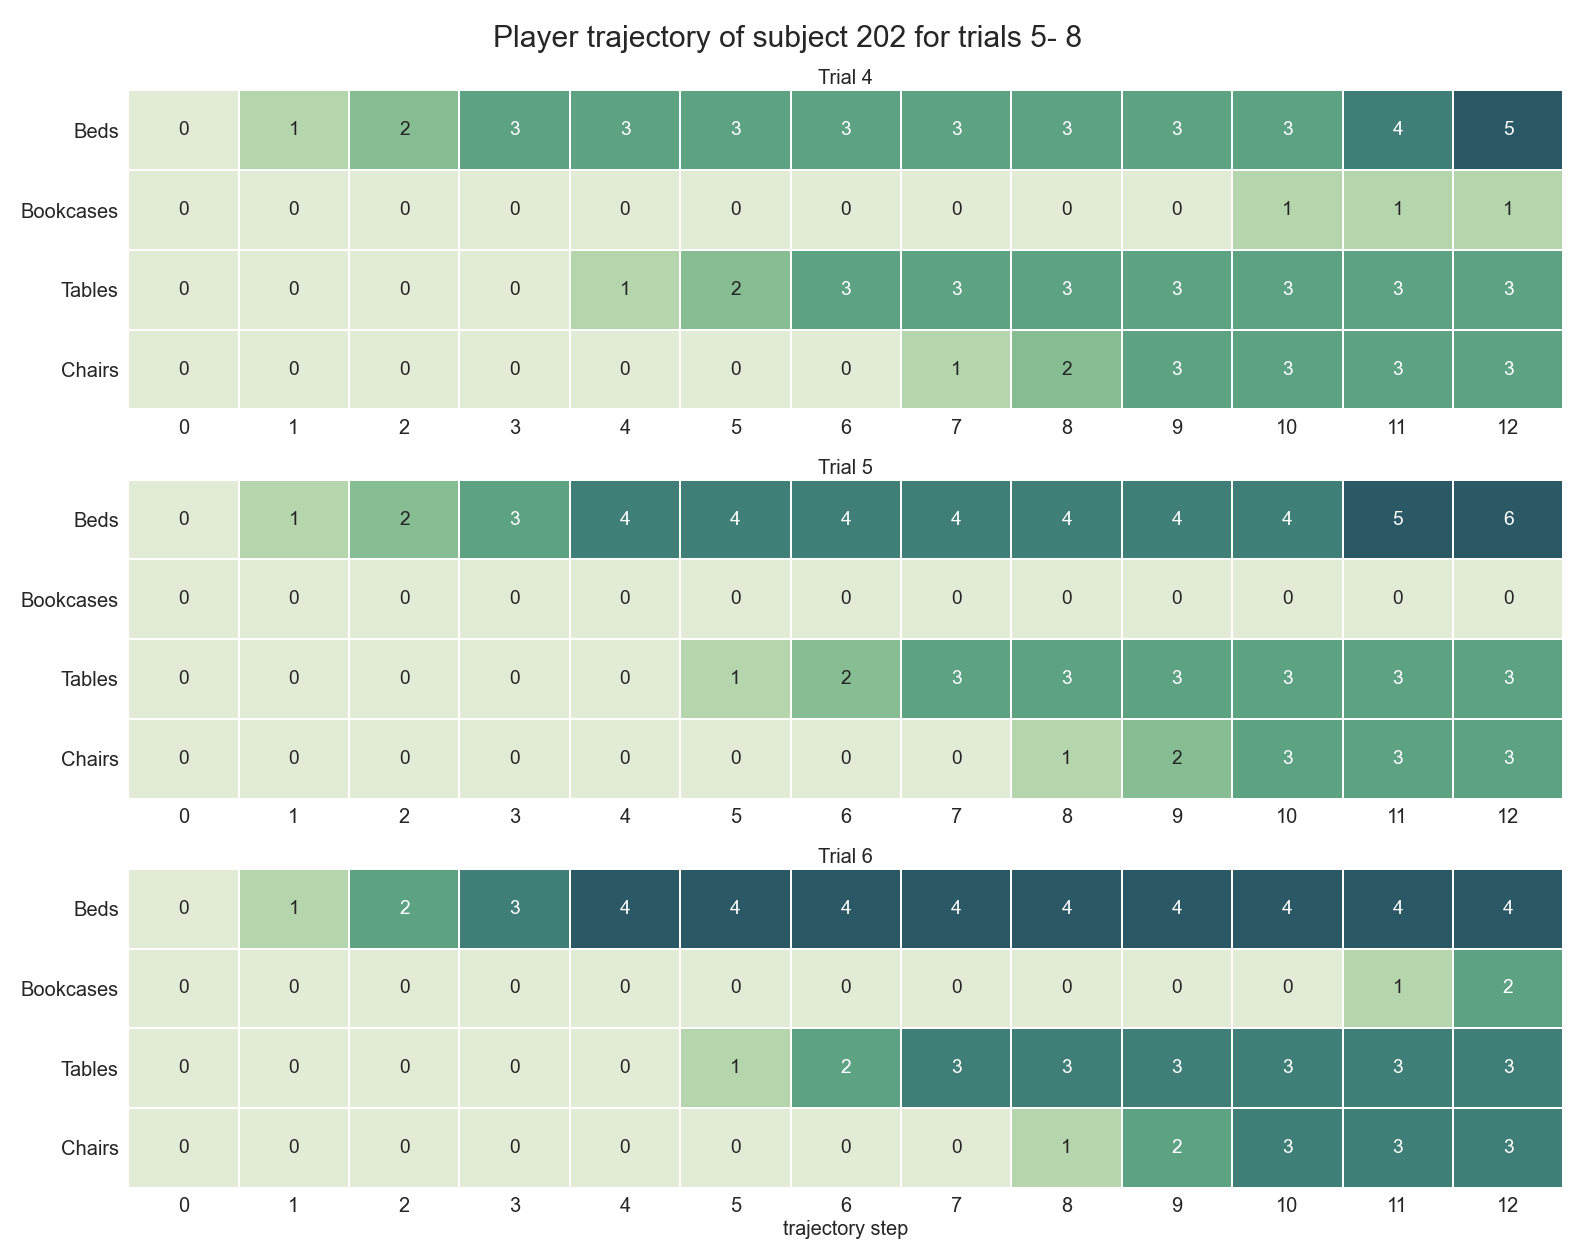 Player trajectory of subject 202 for trials 5- 8
Trial 4
Beds 0 1 2 3 3 3 3 3 3 3 3 4 5
Bookcases 0 0 0 0 0 0 0 0 0 0 1 1 1
Tables 0 0 0 0 1 2 3 3 3 3 3 3 3
Chairs 0 0 0 0 0 0 0 1 2 3 3 3 3
0 1 2 3 4 5 6 7 8 9 10 11 12
Trial 5
Beds 0 1 2 3 4 4 4 4 4 4 4 5 6
Bookcases 0 0 0 0 0 0 0 0 0 0 0 0 0
Tables 0 0 0 0 0 1 2 3 3 3 3 3 3
Chairs 0 0 0 0 0 0 0 0 1 2 3 3 3
0 1 2 3 4 5 6 7 8 9 10 11 12
Trial 6
Beds 0 1 2 3 4 4 4 4 4 4 4 4 4
Bookcases 0 0 0 0 0 0 0 0 0 0 0 1 2
Tables 0 0 0 0 0 1 2 3 3 3 3 3 3
Chairs 0 0 0 0 0 0 0 0 1 2 3 3 3
0 1 2 3 4 5 6 7 8 9 10 11 12
trajectory step